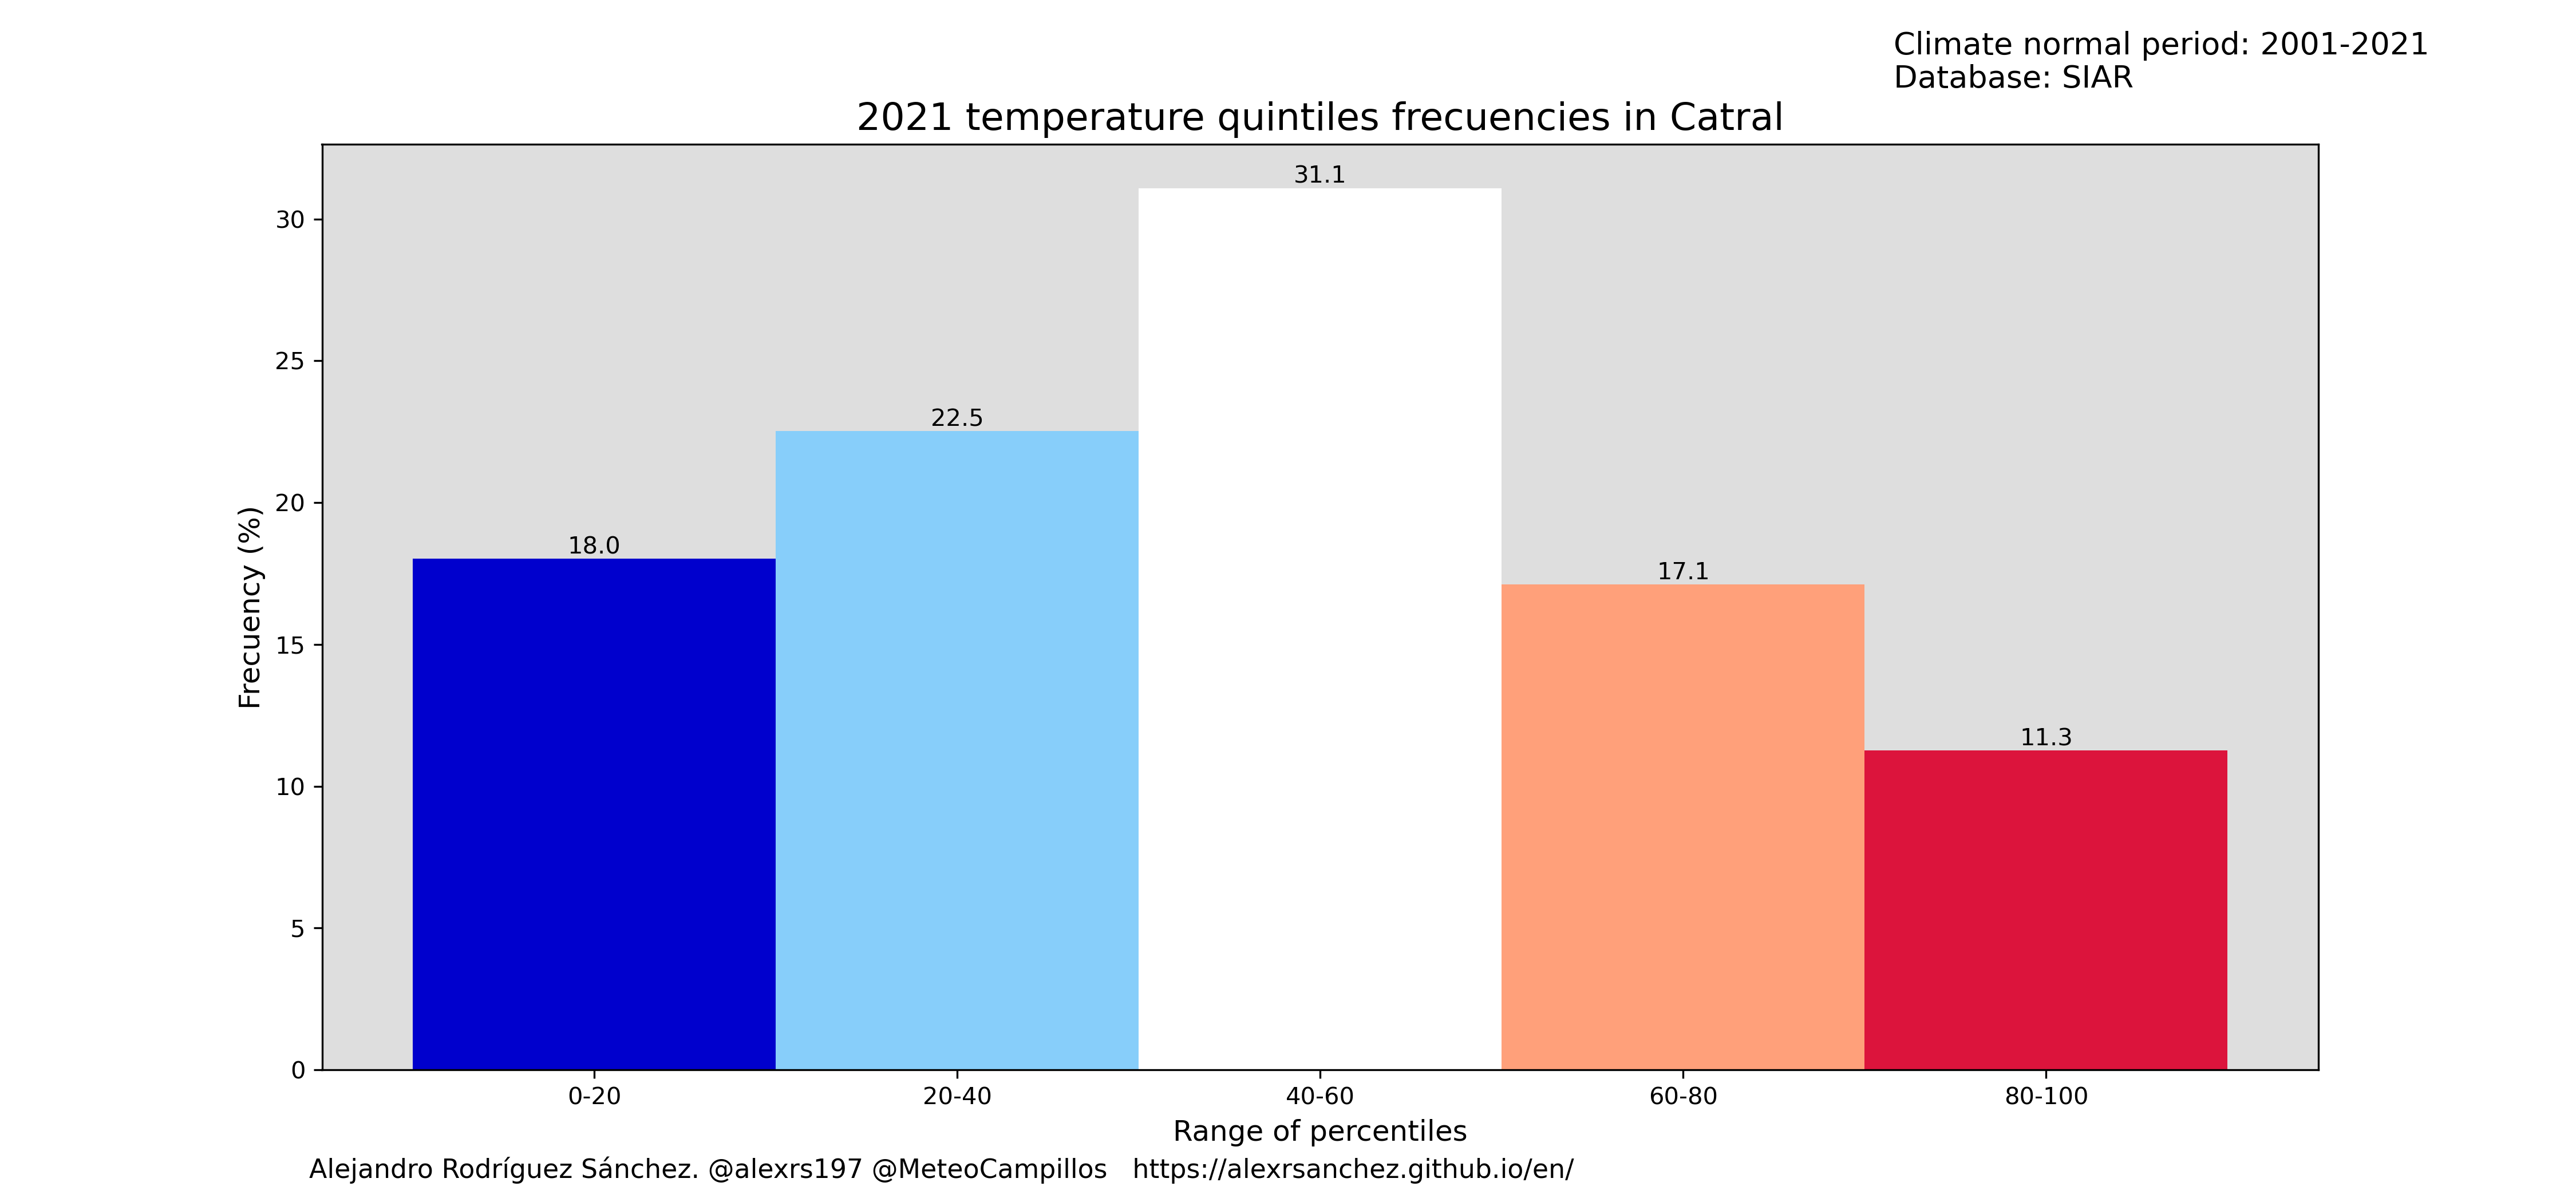 Climate normal period: 2001-2021
Database: SIAR
2021 temperature quintiles frecuencies in Catral
31.1
30
25
22.5
20
18.0
17.1
15
11.3
10
5
0
Frecuency (%)
0-20 20-40 40-60 60-80 80-100
Range of percentiles
Alejandro Rodríguez Sánchez. @alexrs197 @MeteoCampillos https://alexrsanchez.github.io/en/